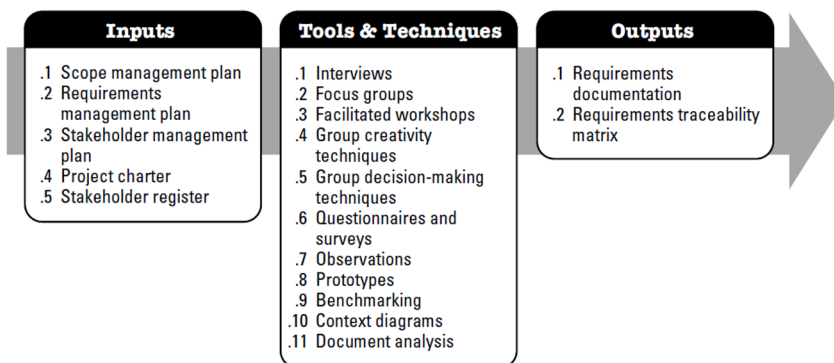 Inputs
.1 Scope management plan
.2 Requirements
management plan
.3 Stakeholder management
plan
.4 Project charter
.5 Stakeholder register
Tools & Techniques
.1 Interviews
.2 Focus groups
.3 Facilitated workshops
.4 Group creativity
techniques
.5 Group decision-making
techniques
.6 Questionnaires and
surveys
.7 Observations
.8 Prototypes
.9 Benchmarking
.10 Context diagrams
.11 Document analysis
Outputs
.1 Requirements
documentation
.2 Requirements traceability
matrix